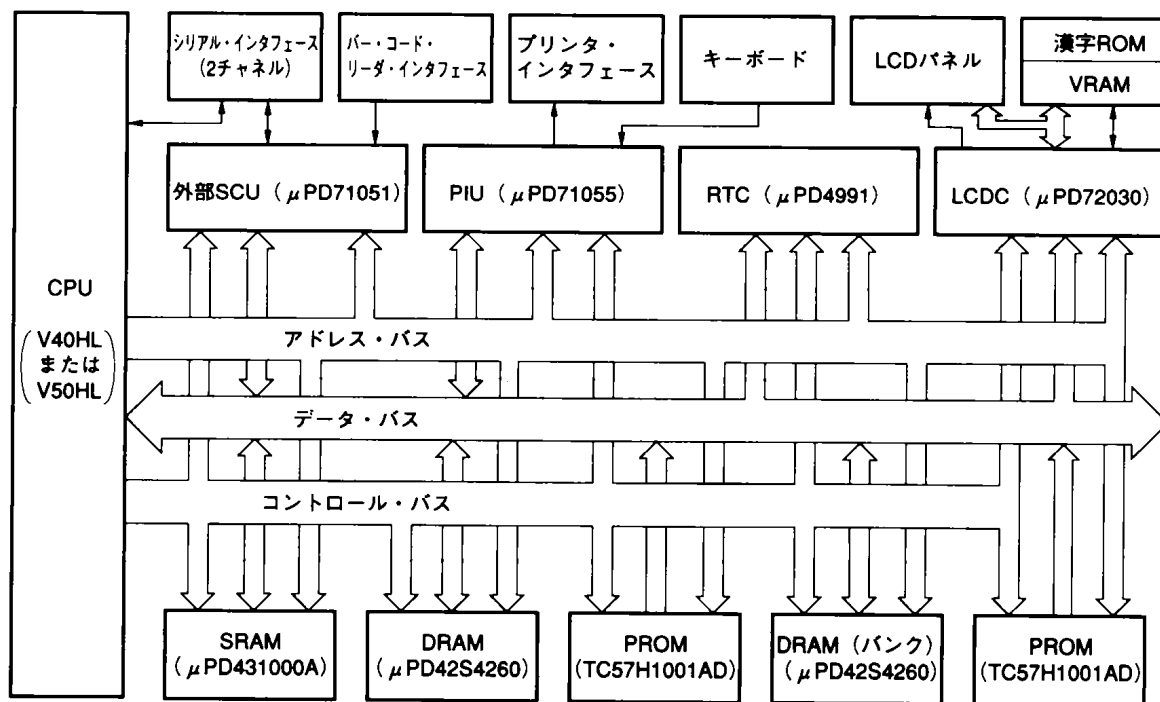 シリアル・インタフェース
(2チャネル)
バー・コード・
リーダ・インタフェース
プリンタ・
インタフェース
キーボード
LCDパネル
漢字ROM
VRAM
外部SCU(μPD71051)
PIU(μPD71055)
RTC(μPD4991)
LCDC(μPD72030)
CPU
(V40HL
または
V50HL)
アドレス・バス
データ・バス
コントロール・バス
SRAM
(μPD431000A)
DRAM
(μPD42S4260)
PROM
(TC57H1001AD)
DRAM(バンク)
(μPD42S4260)
PROM
(TC57H1001AD)